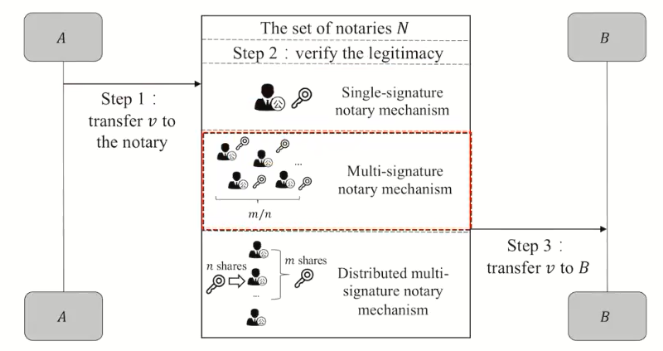 A
The set of notaries N
B
Step 2：verify the legitimacy
Step 1：
transfer v to
the notary
Single-signature
notary mechanism
...
m/n
Multi-signature
notary mechanism
Step 3：
transfer v to B
n shares
m shares
...
Distributed multi-
signature notary
mechanism
A
B